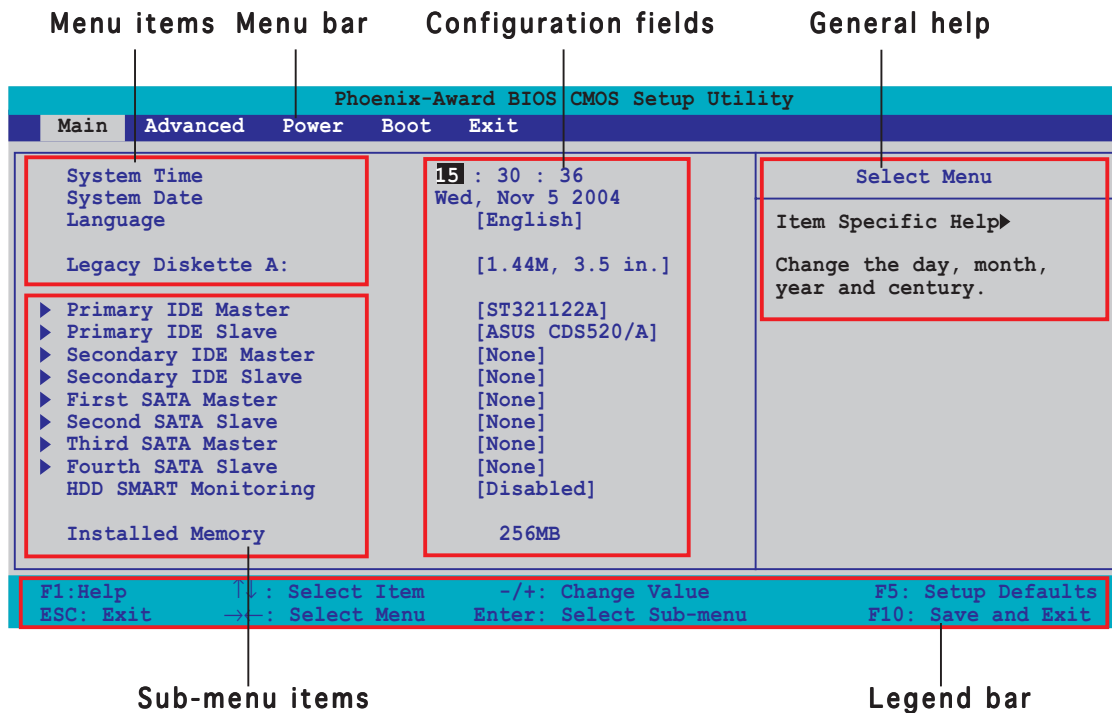 Menu items Menu bar Configuration fields General help
Phoenix-Award BIOS CMOS Setup Utility
Main Advanced Power Boot Exit
System Time 15 : 30 : 36
System Date Wed, Nov 5 2004
Language [English]
Legacy Diskette A: [1.44M, 3.5 in.]
Primary IDE Master [ST321122A]
Primary IDE Slave [ASUS CDS520/A]
Secondary IDE Master [None]
Secondary IDE Slave [None]
First SATA Master [None]
Second SATA Slave [None]
Third SATA Master [None]
Fourth SATA Slave [None]
HDD SMART Monitoring [Disabled]
Installed Memory 256MB
Select Menu
Item Specific Help
Change the day, month,
year and century.
F1:Help ↑↓: Select Item -/+: Change Value F5: Setup Defaults
ESC: Exit →←: Select Menu Enter: Select Sub-menu F10: Save and Exit
Sub-menu items Legend bar